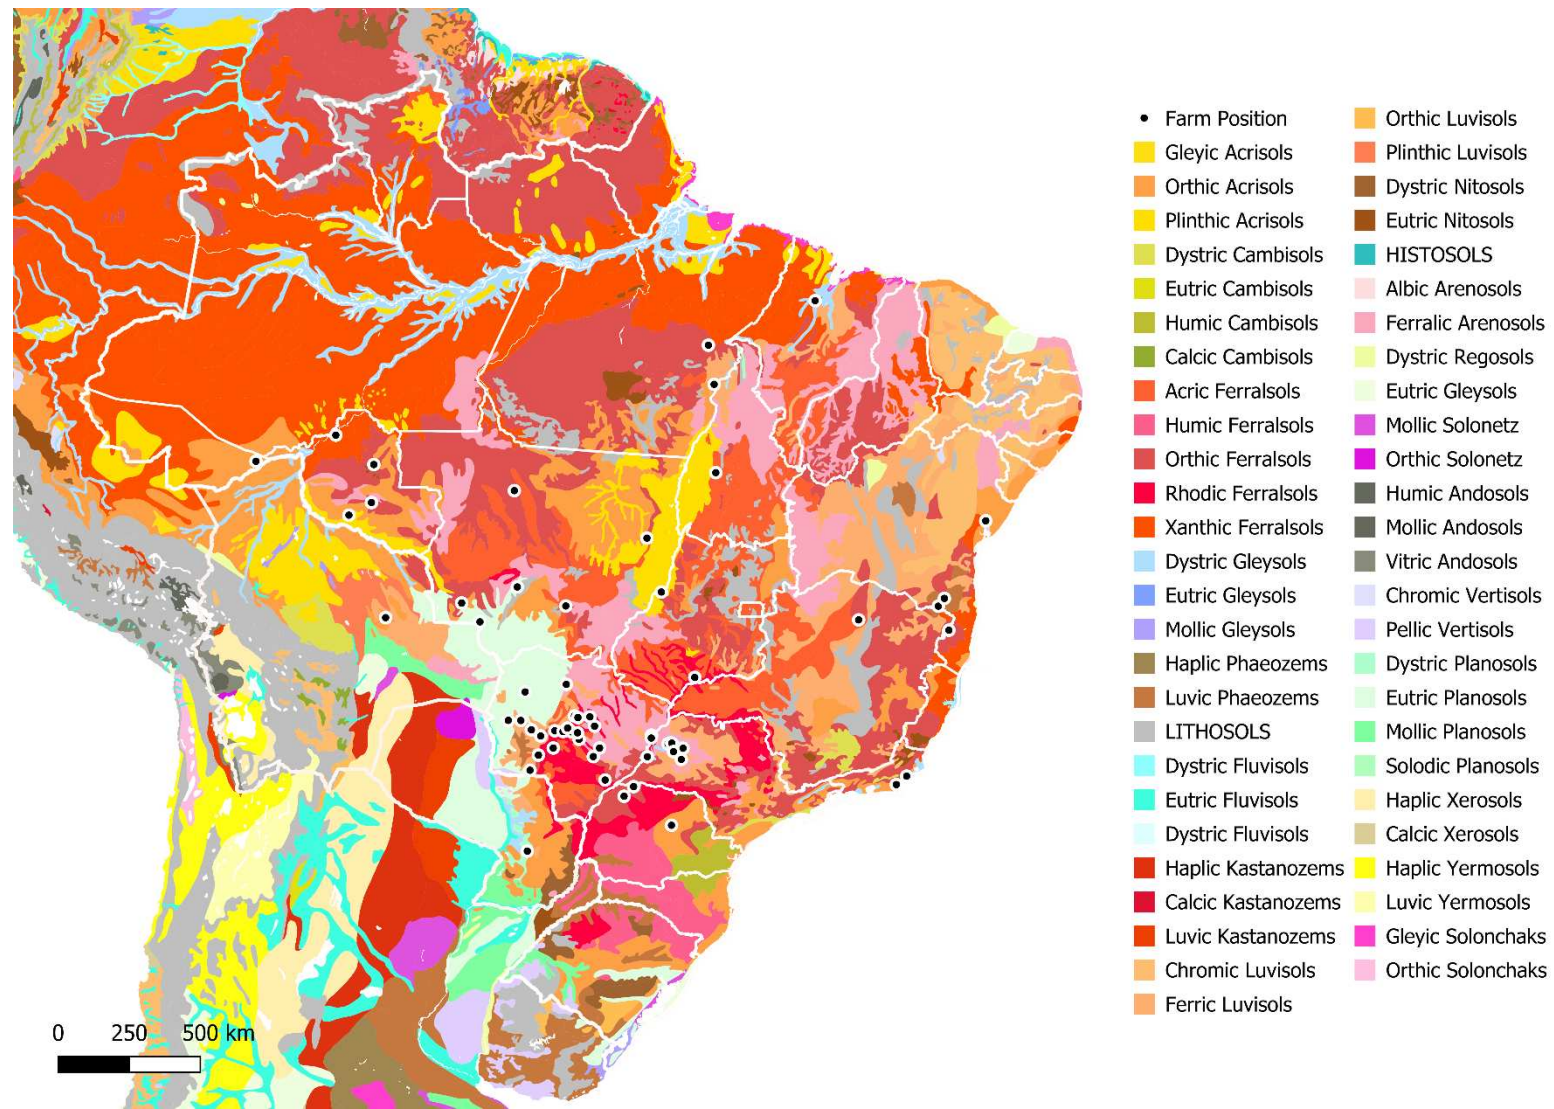 Farm Position
Gleyic Acrisols
Orthic Acrisols
Plinthic Acrisols
Dystric Cambisols
Eutric Cambisols
Humic Cambisols
Calcic Cambisols
Acric Ferralsols
Humic Ferralsols
Orthic Ferralsols
Rhodic Ferralsols
Xanthic Ferralsols
Dystric Gleysols
Eutric Gleysols
Mollic Gleysols
Haplic Phaeozems
Luvic Phaeozems
LITHOSOLS
Dystric Fluvisols
Eutric Fluvisols
Dystric Fluvisols
Haplic Kastanozems
Calcic Kastanozems
Luvic Kastanozems
Chromic Luvisols
Ferric Luvisols
Orthic Luvisols
Plinthic Luvisols
Dystric Nitosols
Eutric Nitosols
HISTOSOLS
Albic Arenosols
Ferralic Arenosols
Dystric Regosols
Eutric Gleysols
Mollic Solonetz
Orthic Solonetz
Humic Andosols
Mollic Andosols
Vitric Andosols
Chromic Vertisols
Pellic Vertisols
Dystric Planosols
Eutric Planosols
Mollic Planosols
Solodic Planosols
Haplic Xerosols
Calcic Xerosols
Haplic Yermosols
Luvic Yermosols
Gleyic Solonchaks
Orthic Solonchaks
0 250 500 km